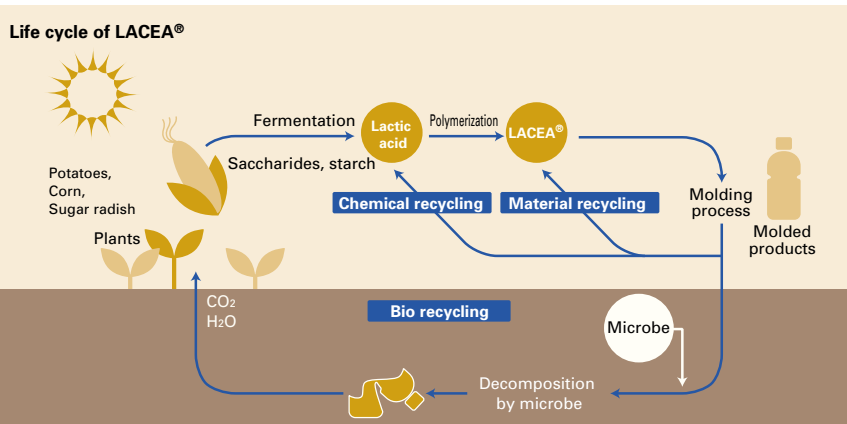 Life cycle of LACEA®
Fermentation
Lactic
acid
Polymerization
LACEA®
Saccharides, starch
Potatoes,
Corn,
Sugar radish
Chemical recycling
Material recycling
Molding
process
Molded
products
Plants
CO2
H2O
Bio recycling
Microbe
Decomposition
by microbe